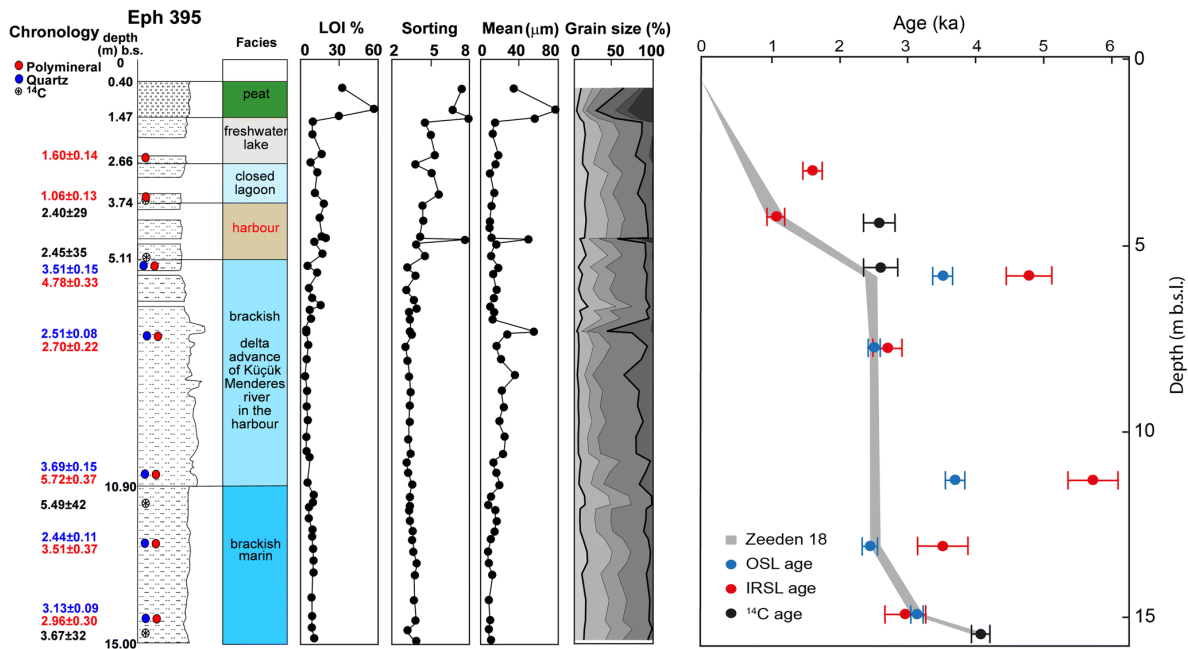 Eph 395
Chronology
depth
(m) b.s.
Facies
LOI %
Sorting
Mean (μm)
Grain size (%)
0 30 60
2 5 8
0 40 80
0 50 100
Polymineral
Quartz
¹⁴C
0
0.40
1.47
2.66
3.74
5.11
10.90
15.00
1.60±0.14
1.06±0.13
2.40±29
2.45±35
3.51±0.15
4.78±0.33
2.51±0.08
2.70±0.22
3.69±0.15
5.72±0.37
5.49±42
2.44±0.11
3.51±0.37
3.13±0.09
2.96±0.30
3.67±32
peat
freshwater
lake
closed
lagoon
harbour
brackish
delta
advance
of Küçük
Menderes
river
in the
harbour
brackish
marin
Age (ka)
0 1 2 3 4 5 6
0
5
10
15
Depth (m b.s.l.)
Zeeden 18
OSL age
IRSL age
¹⁴C age